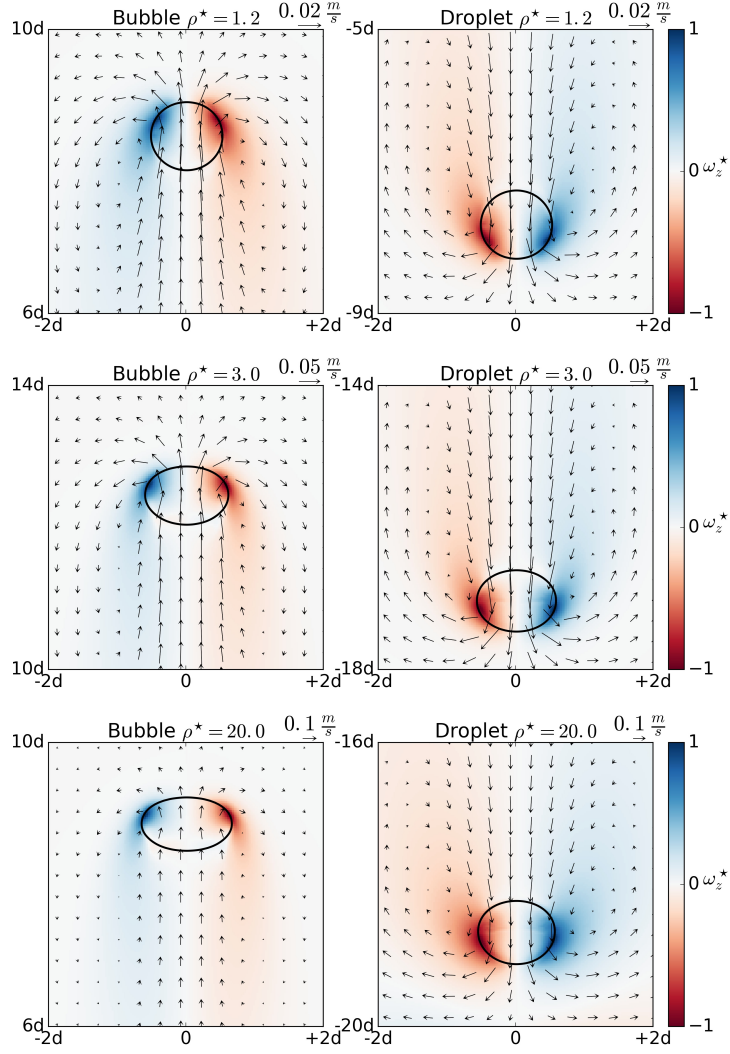 Bubble ρ* = 1.2 0.02 m/s
Droplet ρ* = 1.2 0.02 m/s
10d
6d
-2d 0 +2d
-5d
-9d
-2d 0 +2d
1
0 ω_z*
−1
Bubble ρ* = 3.0 0.05 m/s
Droplet ρ* = 3.0 0.05 m/s
14d
10d
-2d 0 +2d
-14d
-18d
-2d 0 +2d
1
0 ω_z*
−1
Bubble ρ* = 20.0 0.1 m/s
Droplet ρ* = 20.0 0.1 m/s
10d
6d
-2d 0 +2d
-16d
-20d
-2d 0 +2d
1
0 ω_z*
−1